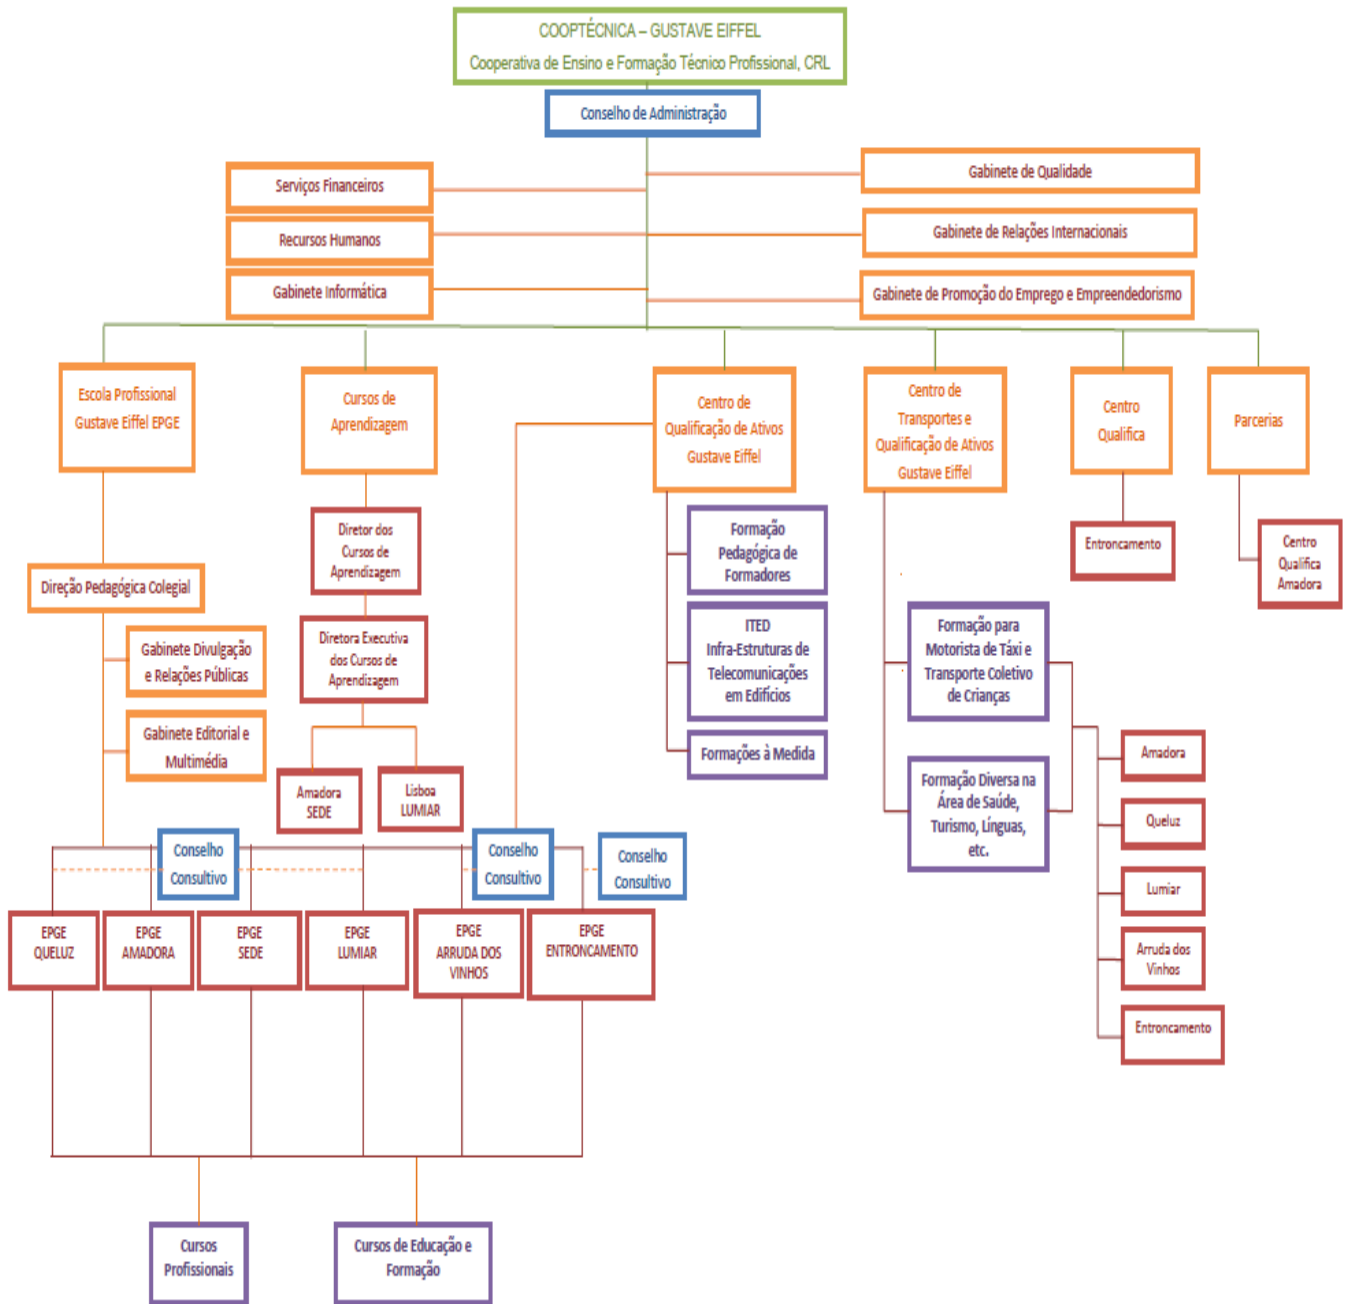 COOPTÉCNICA – GUSTAVE EIFFEL
Cooperativa de Ensino e Formação Técnico Profissional, CRL
Conselho de Administração
Serviços Financeiros
Gabinete de Qualidade
Recursos Humanos
Gabinete de Relações Internacionais
Gabinete Informática
Gabinete de Promoção do Emprego e Empreendedorismo
Escola Profissional
Gustave Eiffel EPGE
Cursos de
Aprendizagem
Centro de
Qualificação de Ativos
Gustave Eiffel
Centro de
Transportes e
Qualificação de Ativos
Gustave Eiffel
Centro
Qualifica
Parcerias
Direção Pedagógica Colegial
Gabinete Divulgação
e Relações Públicas
Gabinete Editorial e
Multimédia
Diretor dos
Cursos de
Aprendizagem
Diretora Executiva
dos Cursos de
Aprendizagem
Amadora
SEDE
Lisboa
LUMIAR
Formação
Pedagógica de
Formadores
ITED
Infra-Estruturas de
Telecomunicações
em Edifícios
Formações à Medida
Formação para
Motorista de Táxi e
Transporte Coletivo
de Crianças
Formação Diversa na
Área de Saúde,
Turismo, Línguas,
etc.
Entroncamento
Centro
Qualifica
Amadora
Amadora
Queluz
Lumiar
Arruda dos
Vinhos
Entroncamento
Conselho
Consultivo
Conselho
Consultivo
Conselho
Consultivo
EPGE
QUELUZ
EPGE
AMADORA
EPGE
SEDE
EPGE
LUMIAR
EPGE
ARRUDA DOS
VINHOS
EPGE
ENTRONCAMENTO
Cursos
Profissionais
Cursos de Educação e
Formação